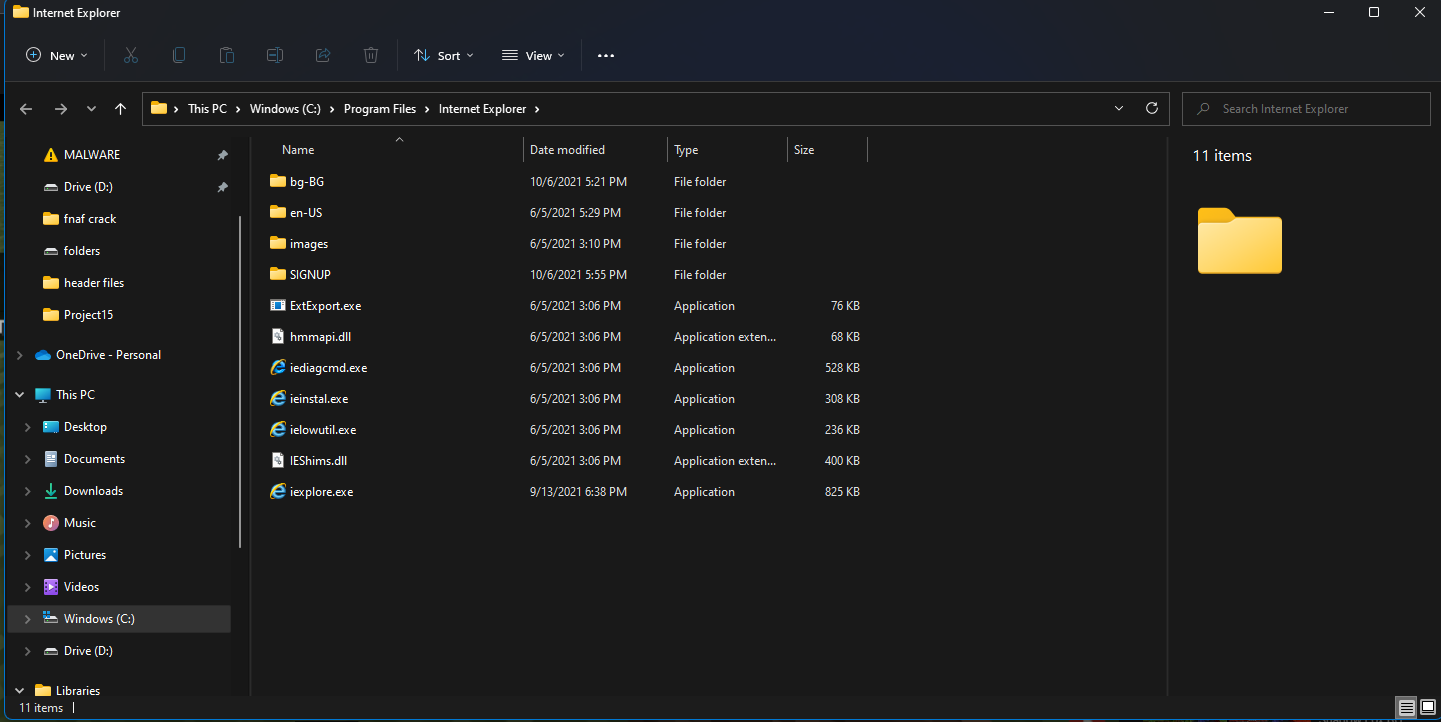 Internet Explorer
New Sort View
This PC Windows (C:) Program Files Internet Explorer Search Internet Explorer
MALWARE
Drive (D:)
fnaf crack
folders
header files
Project15
OneDrive - Personal
This PC
Desktop
Documents
Downloads
Music
Pictures
Videos
Windows (C:)
Drive (D:)
Libraries
Name Date modified Type Size
bg-BG 10/6/2021 5:21 PM File folder
en-US 6/5/2021 5:29 PM File folder
images 6/5/2021 3:10 PM File folder
SIGNUP 10/6/2021 5:55 PM File folder
ExtExport.exe 6/5/2021 3:06 PM Application 76 KB
hmmapi.dll 6/5/2021 3:06 PM Application exten... 68 KB
iediagcmd.exe 6/5/2021 3:06 PM Application 528 KB
ieinstal.exe 6/5/2021 3:06 PM Application 308 KB
ielowutil.exe 6/5/2021 3:06 PM Application 236 KB
IEShims.dll 6/5/2021 3:06 PM Application exten... 400 KB
iexplore.exe 9/13/2021 6:38 PM Application 825 KB
11 items
11 items